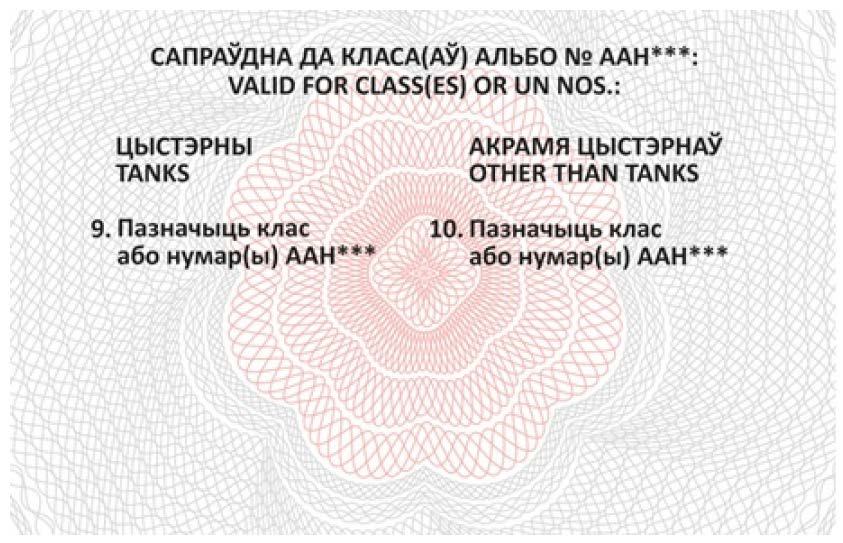 САПРАЎДНА ДА КЛАСА(АЎ) АЛЬБО № ААН***:
VALID FOR CLASS(ES) OR UN NOS.:
ЦЫСТЭРНЫ
TANKS
АКРАМЯ ЦЫСТЭРНАЎ
OTHER THAN TANKS
9. Пазначыць клас
або нумар(ы) ААН***
10. Пазначыць клас
або нумар(ы) ААН***